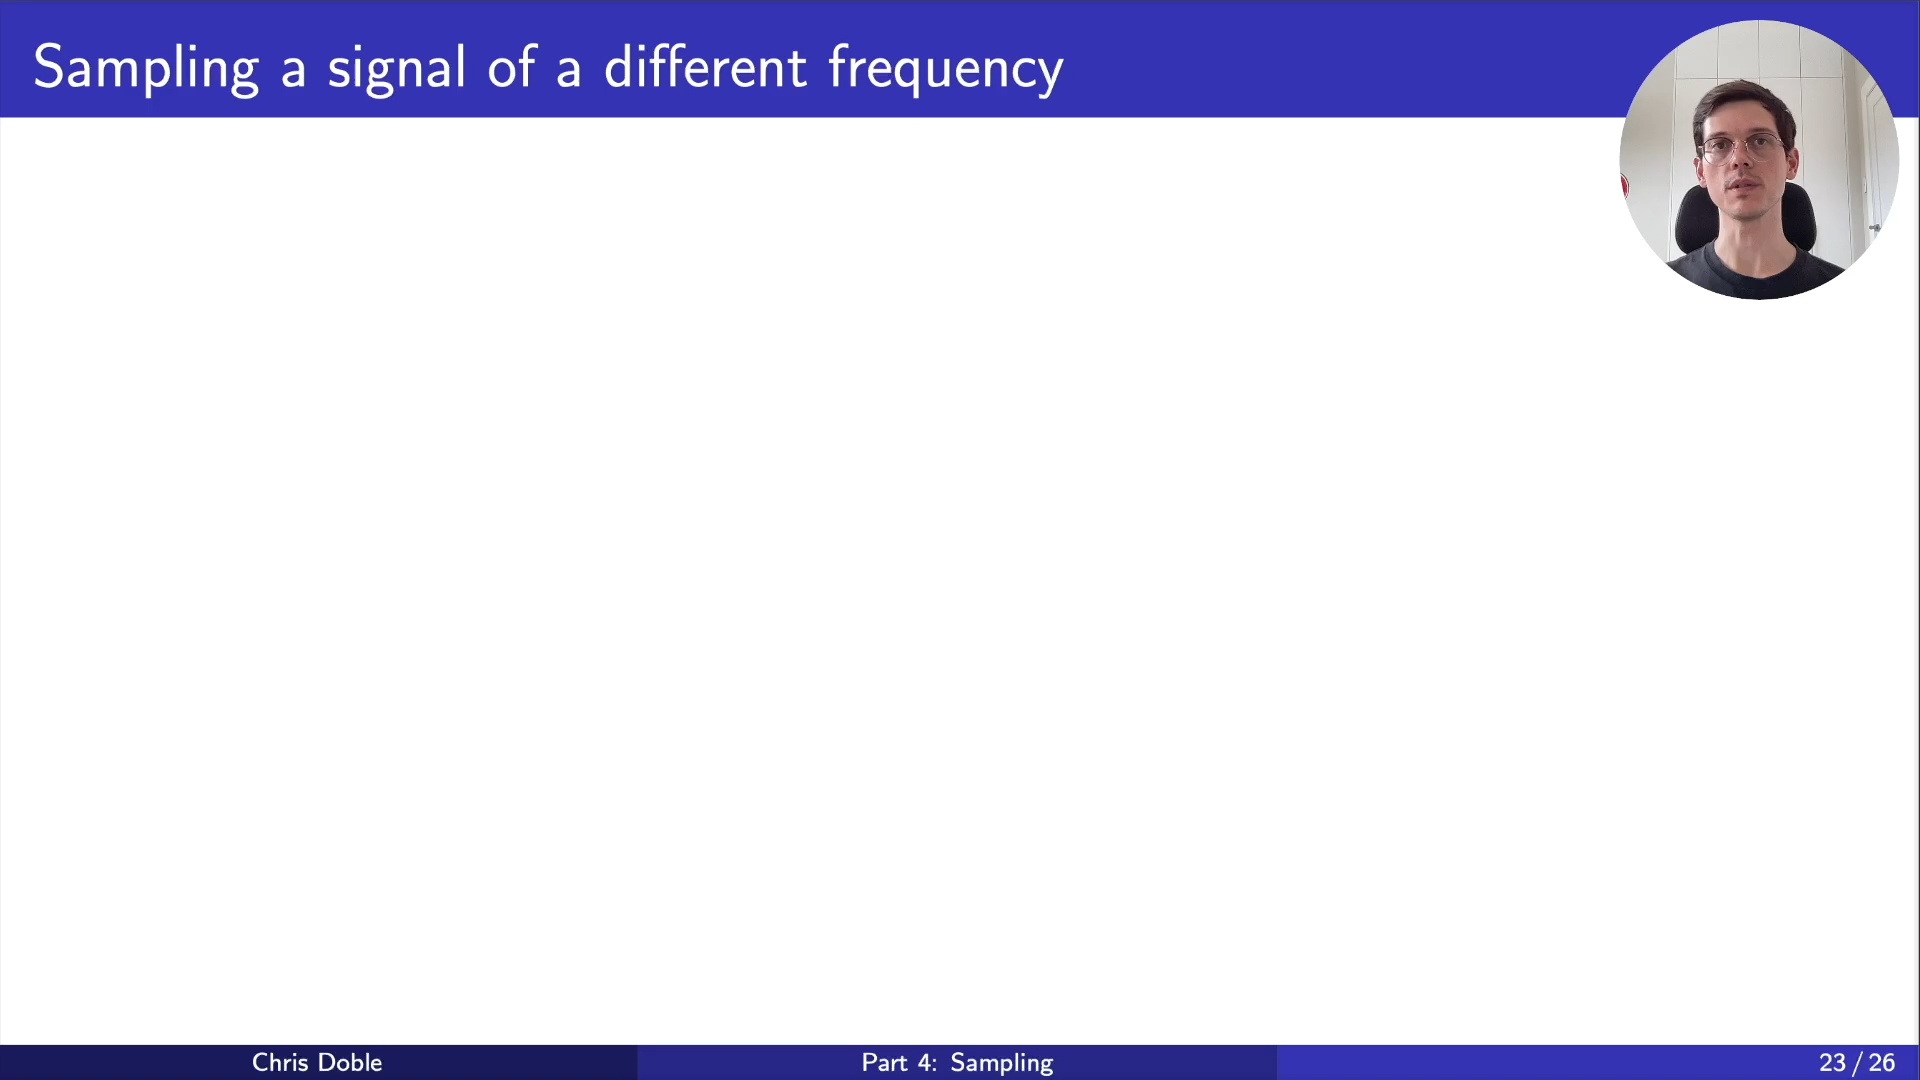 Sampling a signal of a different frequency
Chris Doble
Part 4: Sampling
23 / 26